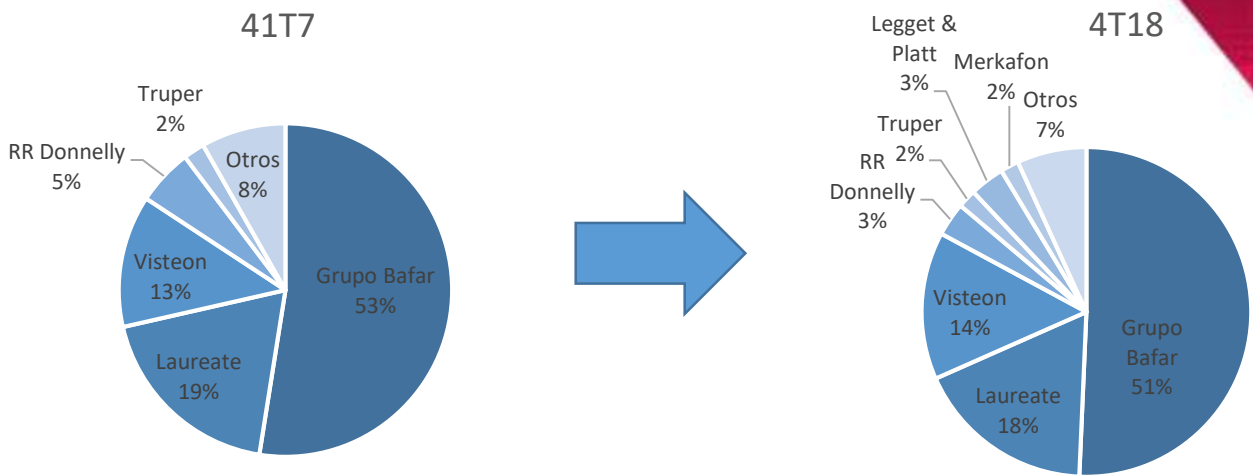 41T7
Truper
2%
RR Donnelly
5%
Otros
8%
Visteon
13%
Grupo Bafar
53%
Laureate
19%
4T18
Legget &
Platt
3%
Merkafon
2%
Otros
7%
Truper
2%
RR
Donnelly
3%
Visteon
14%
Grupo
Bafar
51%
Laureate
18%